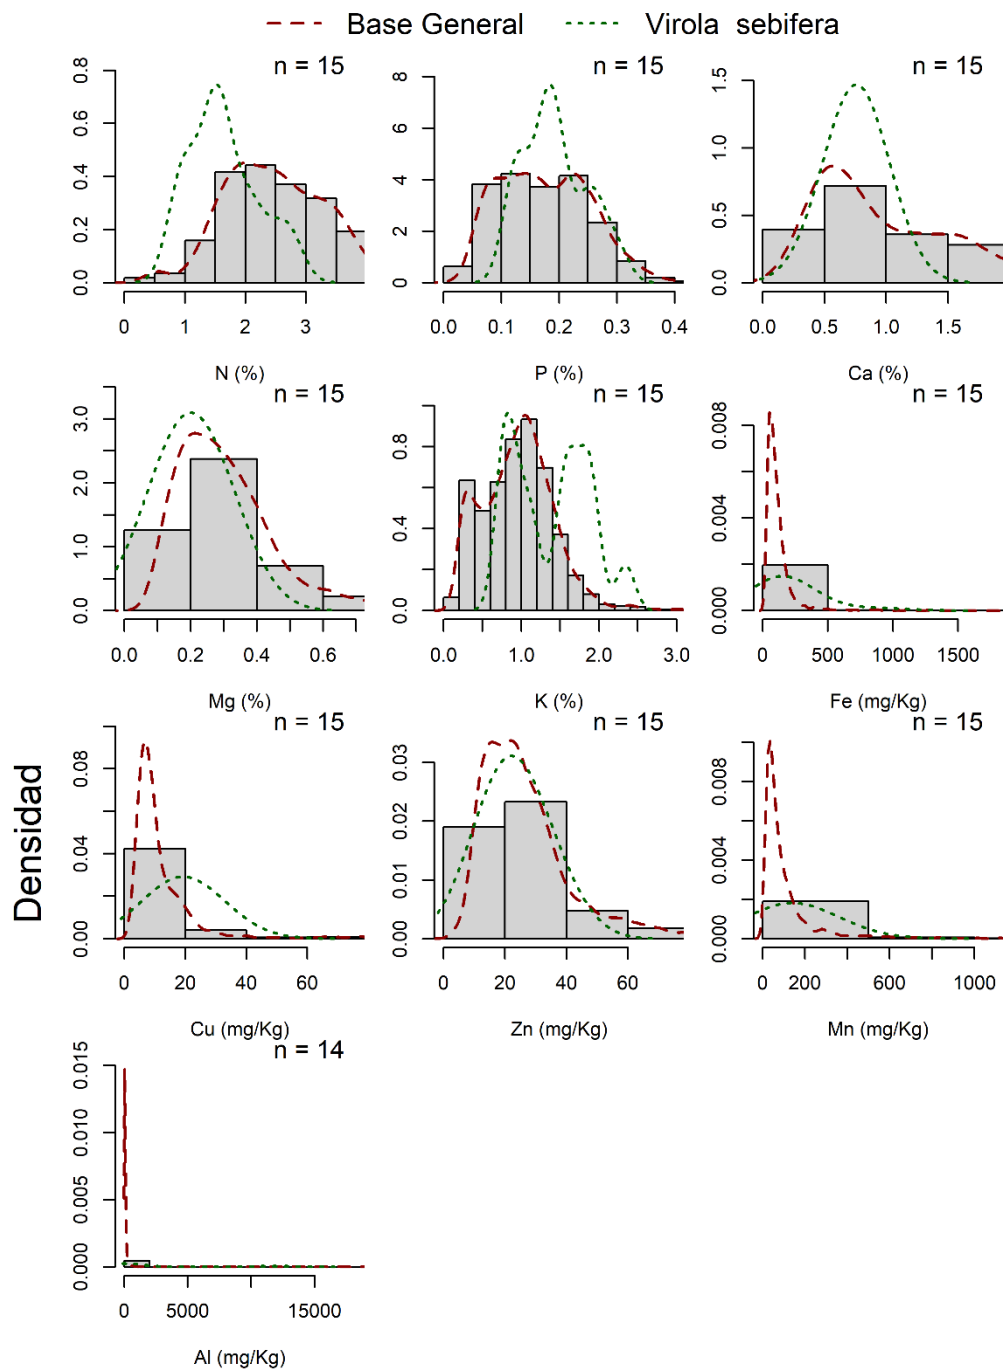 Base General Virola sebifera
n = 15 n = 15 n = 15
0.0 0.2 0.4 0.6 0.8
0 2 4 6 8
0.0 0.5 1.0 1.5
0 1 2 3
0.0 0.1 0.2 0.3 0.4
0.0 0.5 1.0 1.5
N (%) P (%) Ca (%)
n = 15 n = 15 n = 15
0.0 1.0 2.0 3.0
0.0 0.4 0.8
0.000 0.004 0.008
0.0 0.2 0.4 0.6
0.0 1.0 2.0 3.0
0 500 1000 1500
Mg (%) K (%) Fe (mg/Kg)
n = 15 n = 15 n = 15
Densidad
0.00 0.04 0.08
0.00 0.01 0.02 0.03
0.000 0.004 0.008
0 20 40 60
0 20 40 60
0 200 600 1000
Cu (mg/Kg) Zn (mg/Kg) Mn (mg/Kg)
n = 14
0.000 0.005 0.010 0.015
0 5000 15000
Al (mg/Kg)